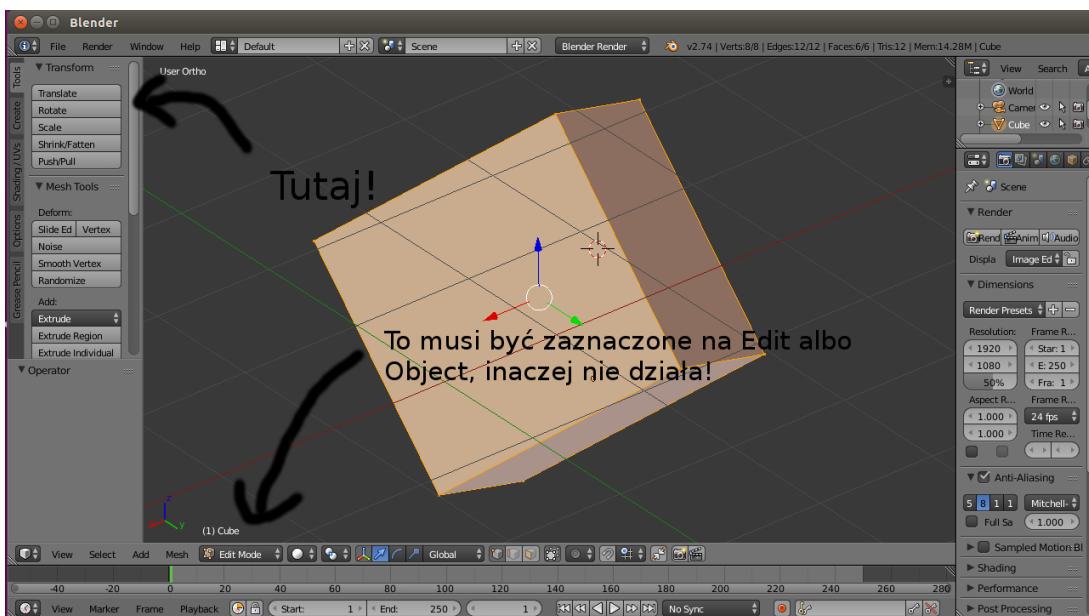 Blender
File Render Window Help Default Scene Blender Render v2.74 | Verts:8/8 | Edges:12/12 | Faces:6/6 | Tris:12 | Mem:14.28M | Cube
Tools
Create
Shading / UVs
Options
Grease Pencil
Transform
Translate
Rotate
Scale
Shrink/Fatten
Push/Pull
Mesh Tools
Deform:
Slide Ed Vertex
Noise
Smooth Vertex
Randomize
Add:
Extrude
Extrude Region
Extrude Individual
Operator
User Ortho
Tutaj!
To musi być zaznaczone na Edit albo
Object, inaczej nie działa!
z
y
(1) Cube
View Select Add Mesh Edit Mode Global
-40 -20 0 20 40 60 80 100 120 140 160 180 200 220 240 260 280
View Marker Frame Playback Start: 1 End: 250 1 No Sync
View Search
World
Camer
Cube
Scene
Render
Rend Anim Audio
Displa Image Ed
Dimensions
Render Presets
Resolution: Frame R...
1920 Star: 1
1080 E: 250
50% Fra: 1
Aspect R... Frame R...
1.000 24 fps
1.000 Time Re...
Anti-Aliasing
5 8 1 1 Mitchell-
Full Sa 1.000
Sampled Motion Bl
Shading
Performance
Post Processing